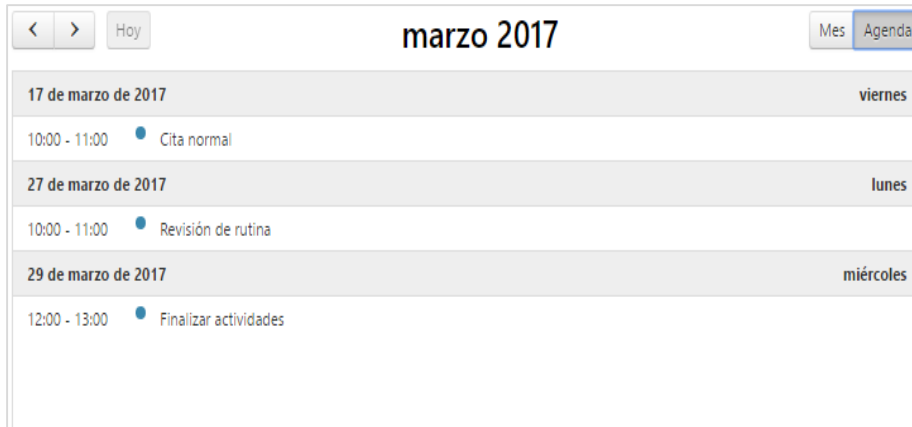 Hoy marzo 2017 Mes Agenda
17 de marzo de 2017 viernes
10:00 - 11:00 Cita normal
27 de marzo de 2017 lunes
10:00 - 11:00 Revisión de rutina
29 de marzo de 2017 miércoles
12:00 - 13:00 Finalizar actividades